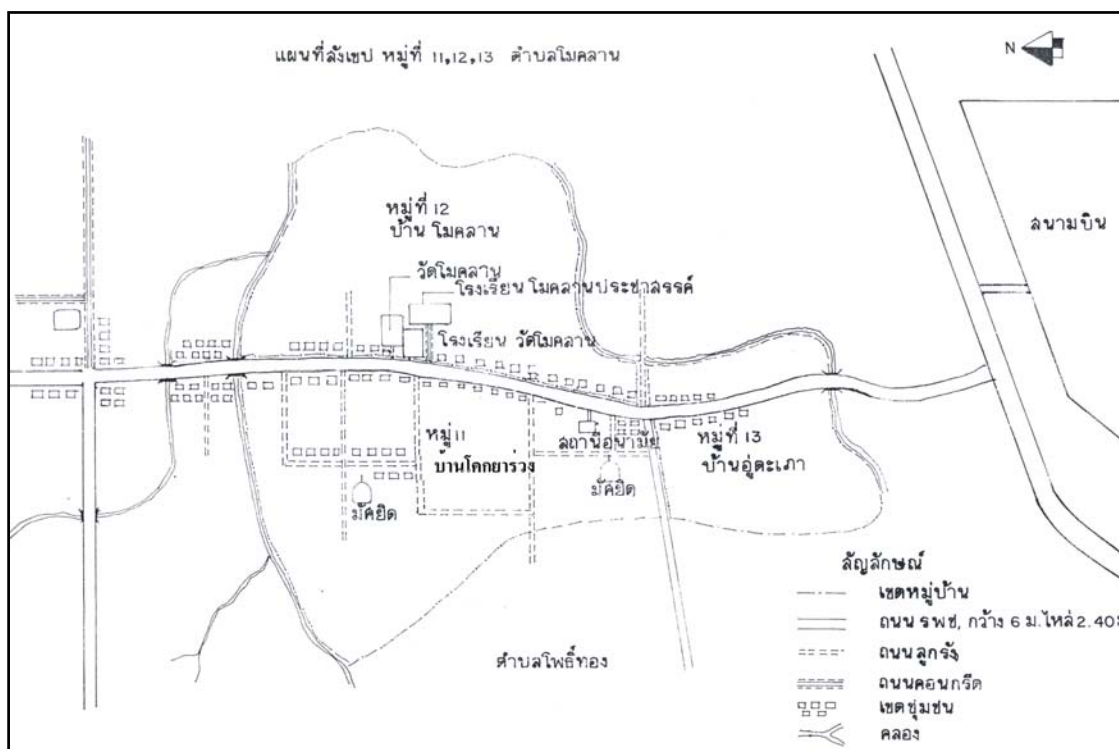 แผนที่สังเขป หมู่ที่ 11,12,13 ตำบลโมคลาน
N
สนามบิน
หมู่ที่ 12
บ้าน โมคลาน
วัดโมคลาน
โรงเรียน โมคลานประชาสรรค์
โรงเรียน วัดโมคลาน
หมู่ 11
บ้านโคกยาร่วง
มัศยิด
สถานีอนามัย
มัศยิด
หมู่ที่ 13
บ้านอู่ตะเภา
ตำบลโพธิ์ทอง
สัญลักษณ์
เขตหมู่บ้าน
ถนน รพช, กว้าง 6 ม.ไหล่ 2.40
ถนน ลูกรัง
ถนนคอนกรีต
เขตชุมชน
คลอง